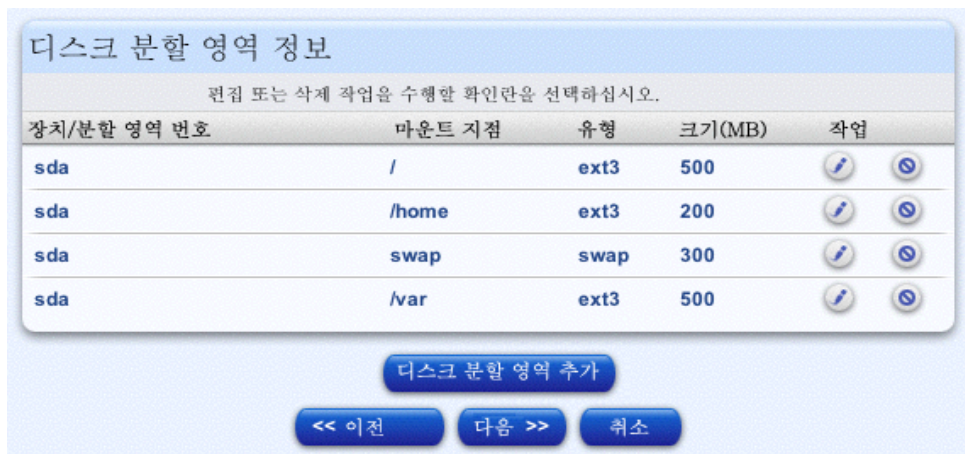 디스크 분할 영역 정보
편집 또는 삭제 작업을 수행할 확인란을 선택하십시오.
장치/분할 영역 번호 마운트 지점 유형 크기(MB) 작업
sda / ext3 500
sda /home ext3 200
sda swap swap 300
sda /var ext3 500
디스크 분할 영역 추가
<< 이전 다음 >> 취소